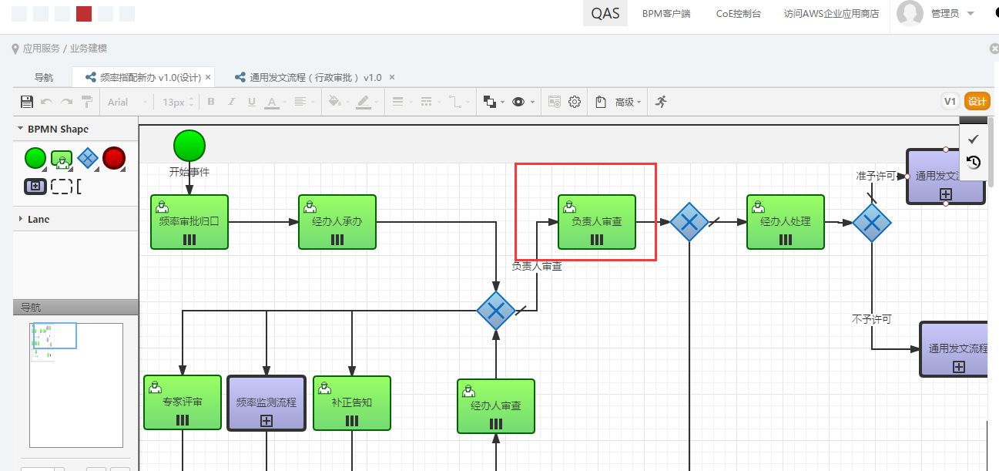 QAS BPM客户端 CoE控制台 访问AWS企业应用商店 管理员
应用服务 / 业务建模
导航 频率指配新办 v1.0(设计) × 通用发文流程（行政审批） v1.0 ×
Arial 13px B I U A 高级 V1 设计
BPMN Shape
Lane
导航
开始事件
准予许可
通用发文流
频率审批归口
经办人承办
负责人审查
经办人处理
负责人审查
不予许可
通用发文流程
专家评审
频率监测流程
补正告知
经办人审查